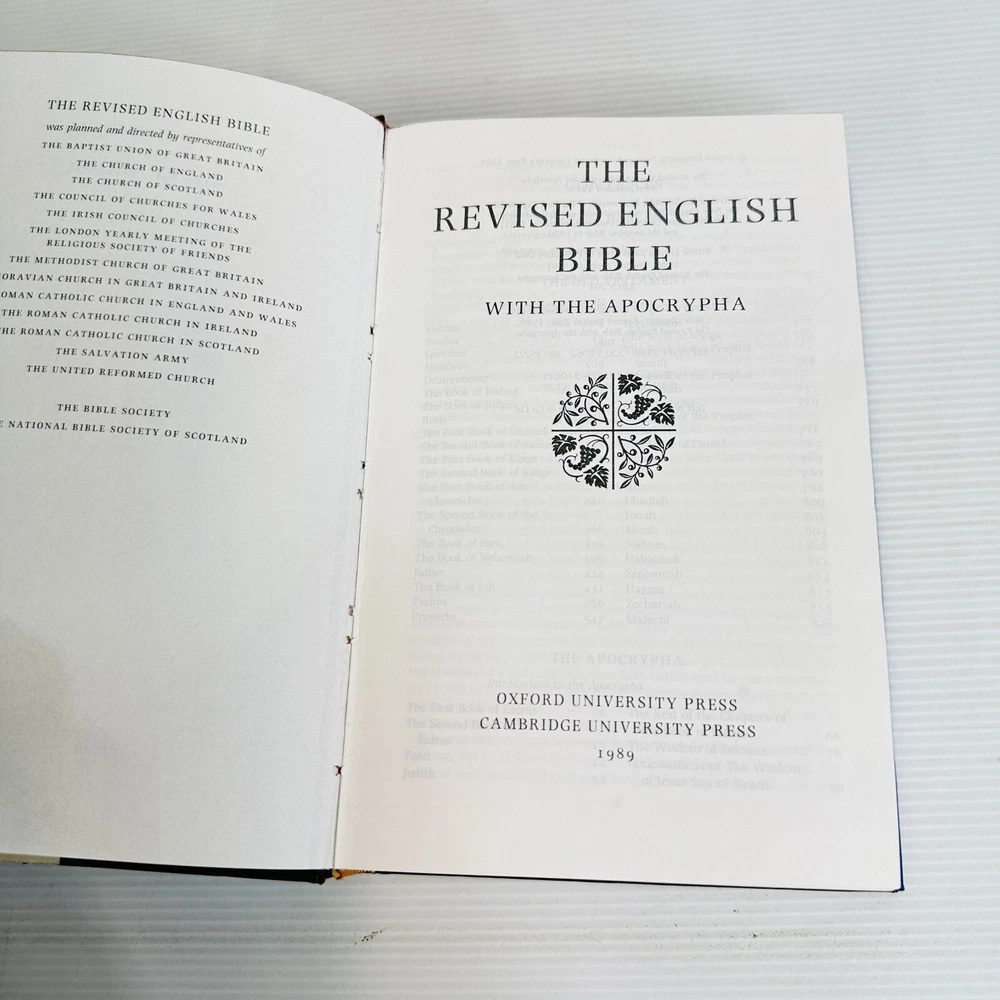 THE REVISED ENGLISH BIBLE
was planned and directed by representatives of
THE BAPTIST UNION OF GREAT BRITAIN
THE CHURCH OF ENGLAND
THE CHURCH OF SCOTLAND
THE COUNCIL OF CHURCHES FOR WALES
THE IRISH COUNCIL OF CHURCHES
THE LONDON YEARLY MEETING OF THE
RELIGIOUS SOCIETY OF FRIENDS
THE METHODIST CHURCH OF GREAT BRITAIN
ORAVIAN CHURCH IN GREAT BRITAIN AND IRELAND
OMAN CATHOLIC CHURCH IN ENGLAND AND WALES
THE ROMAN CATHOLIC CHURCH IN IRELAND
THE ROMAN CATHOLIC CHURCH IN SCOTLAND
THE SALVATION ARMY
THE UNITED REFORMED CHURCH
THE BIBLE SOCIETY
E NATIONAL BIBLE SOCIETY OF SCOTLAND
THE
REVISED ENGLISH
BIBLE
WITH THE APOCRYPHA
OXFORD UNIVERSITY PRESS
CAMBRIDGE UNIVERSITY PRESS
1989